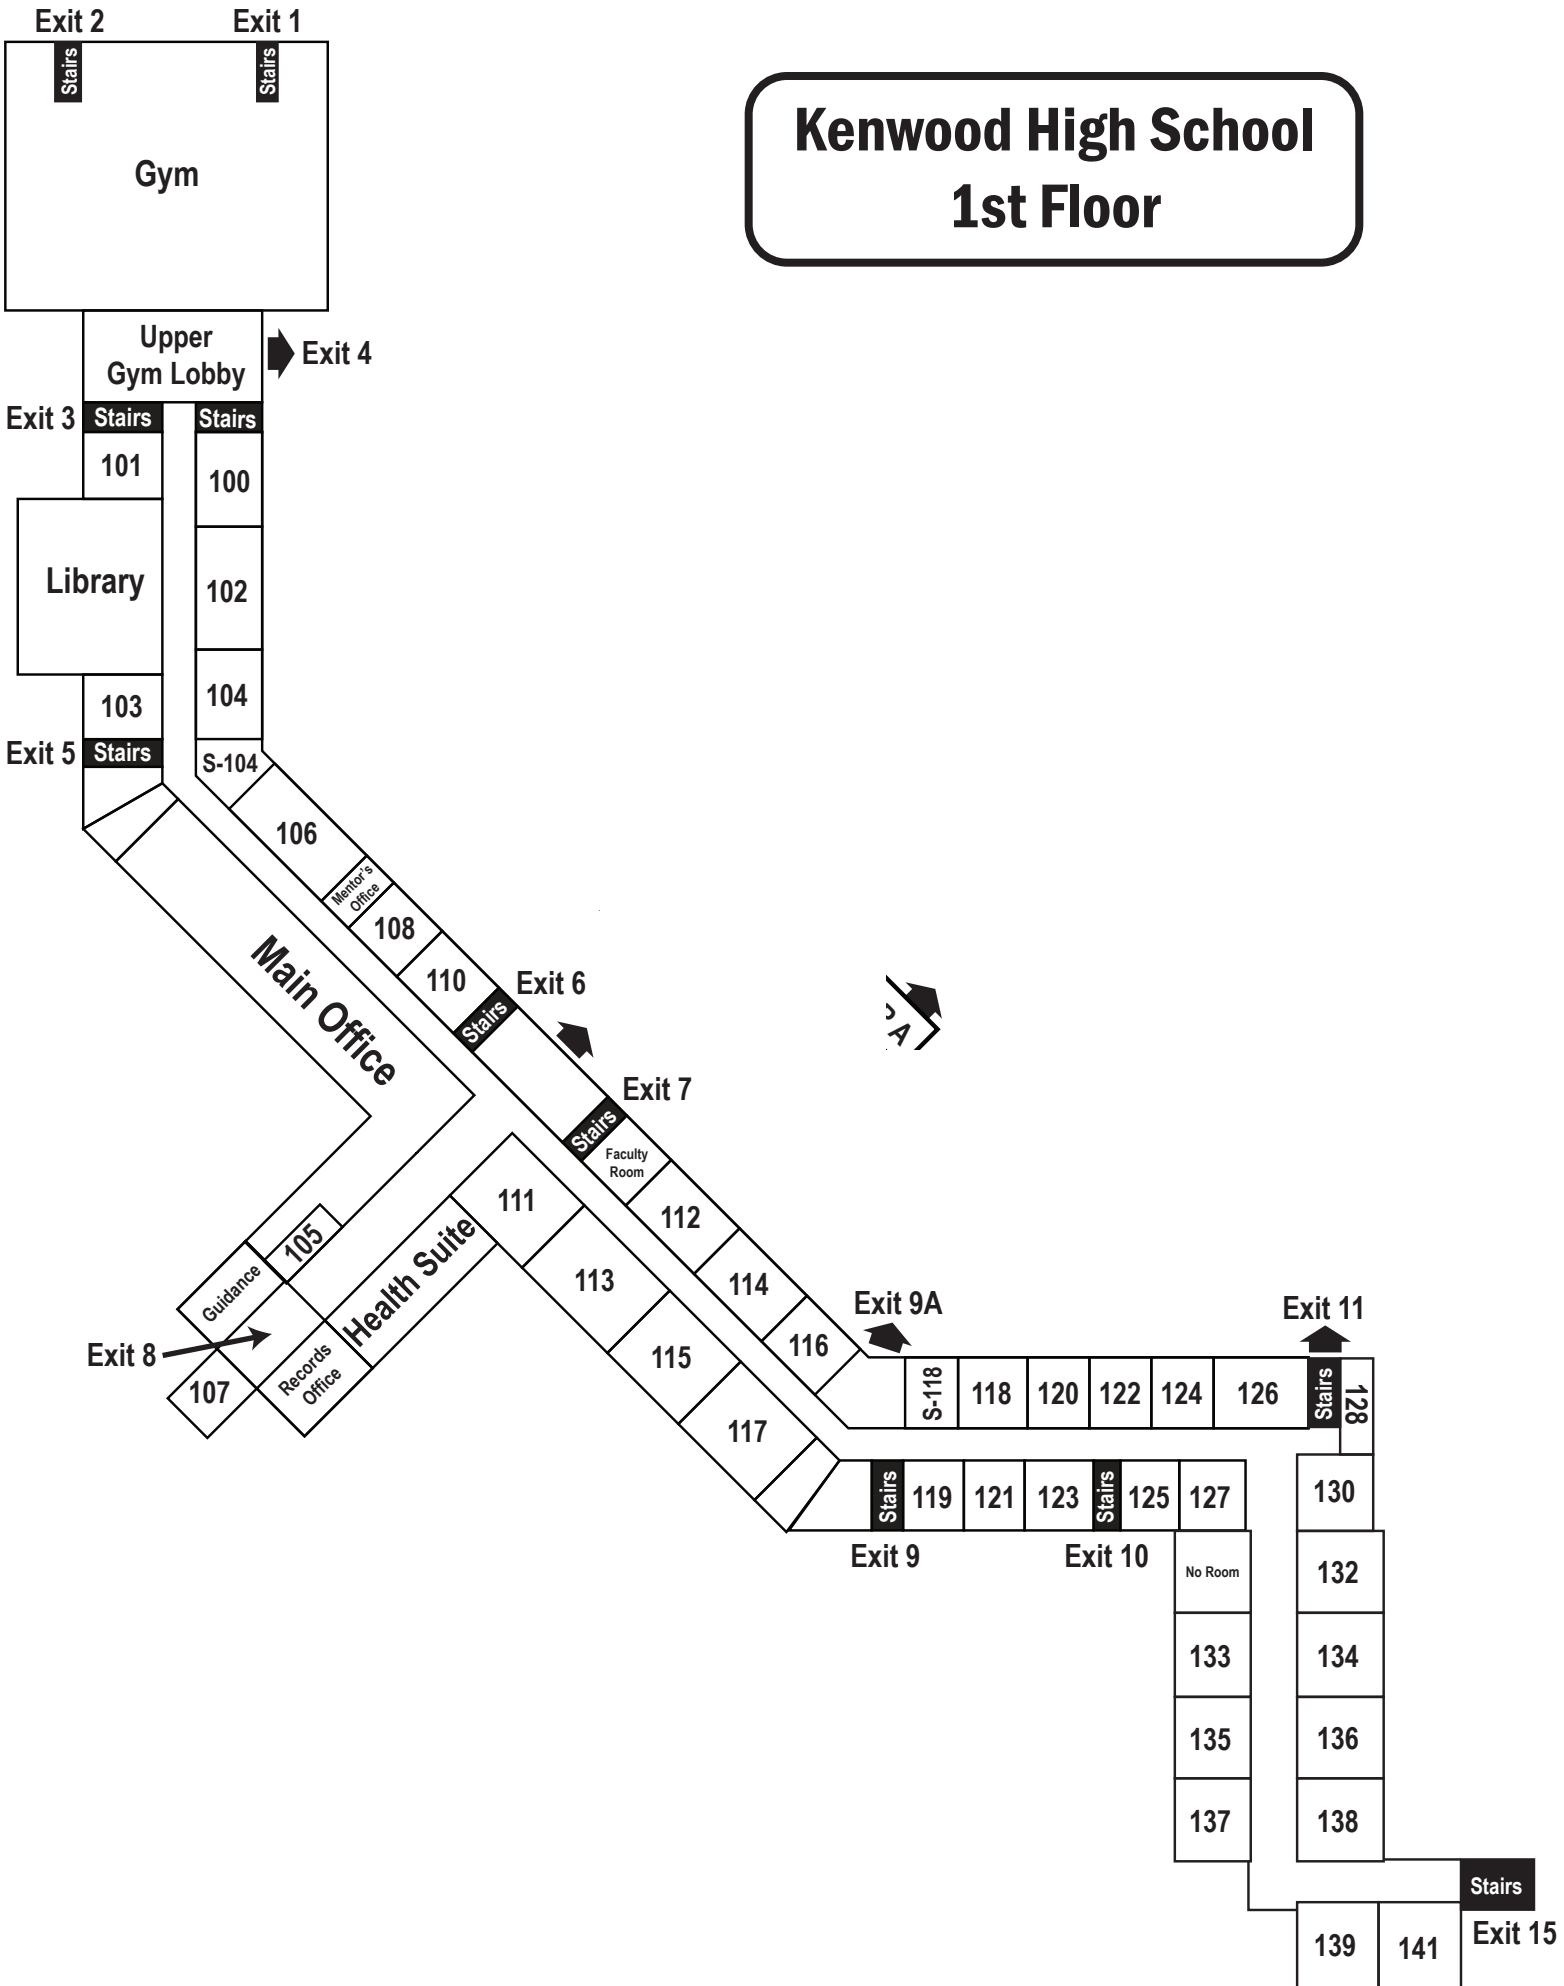 Exit 2
Exit 1
Stairs
Stairs
Gym
Kenwood High School
1st Floor
Upper
Gym Lobby
Exit 4
Exit 3
Stairs
Stairs
101
100
Library
102
103
104
Exit 5
Stairs
S-104
106
Mentor's
Office
108
110
Main Office
Stairs
Exit 6
Exit 7
Stairs
Faculty
Room
PA
111
112
105
Health Suite
113
114
Guidance
Exit 8
107
Records
Office
115
116
117
Exit 9A
Exit 11
S-118
118
120
122
124
126
Stairs
128
Stairs
119
121
123
Stairs
125
127
130
Exit 9
Exit 10
No Room
132
133
134
135
136
137
138
Stairs
Exit 15
139
141